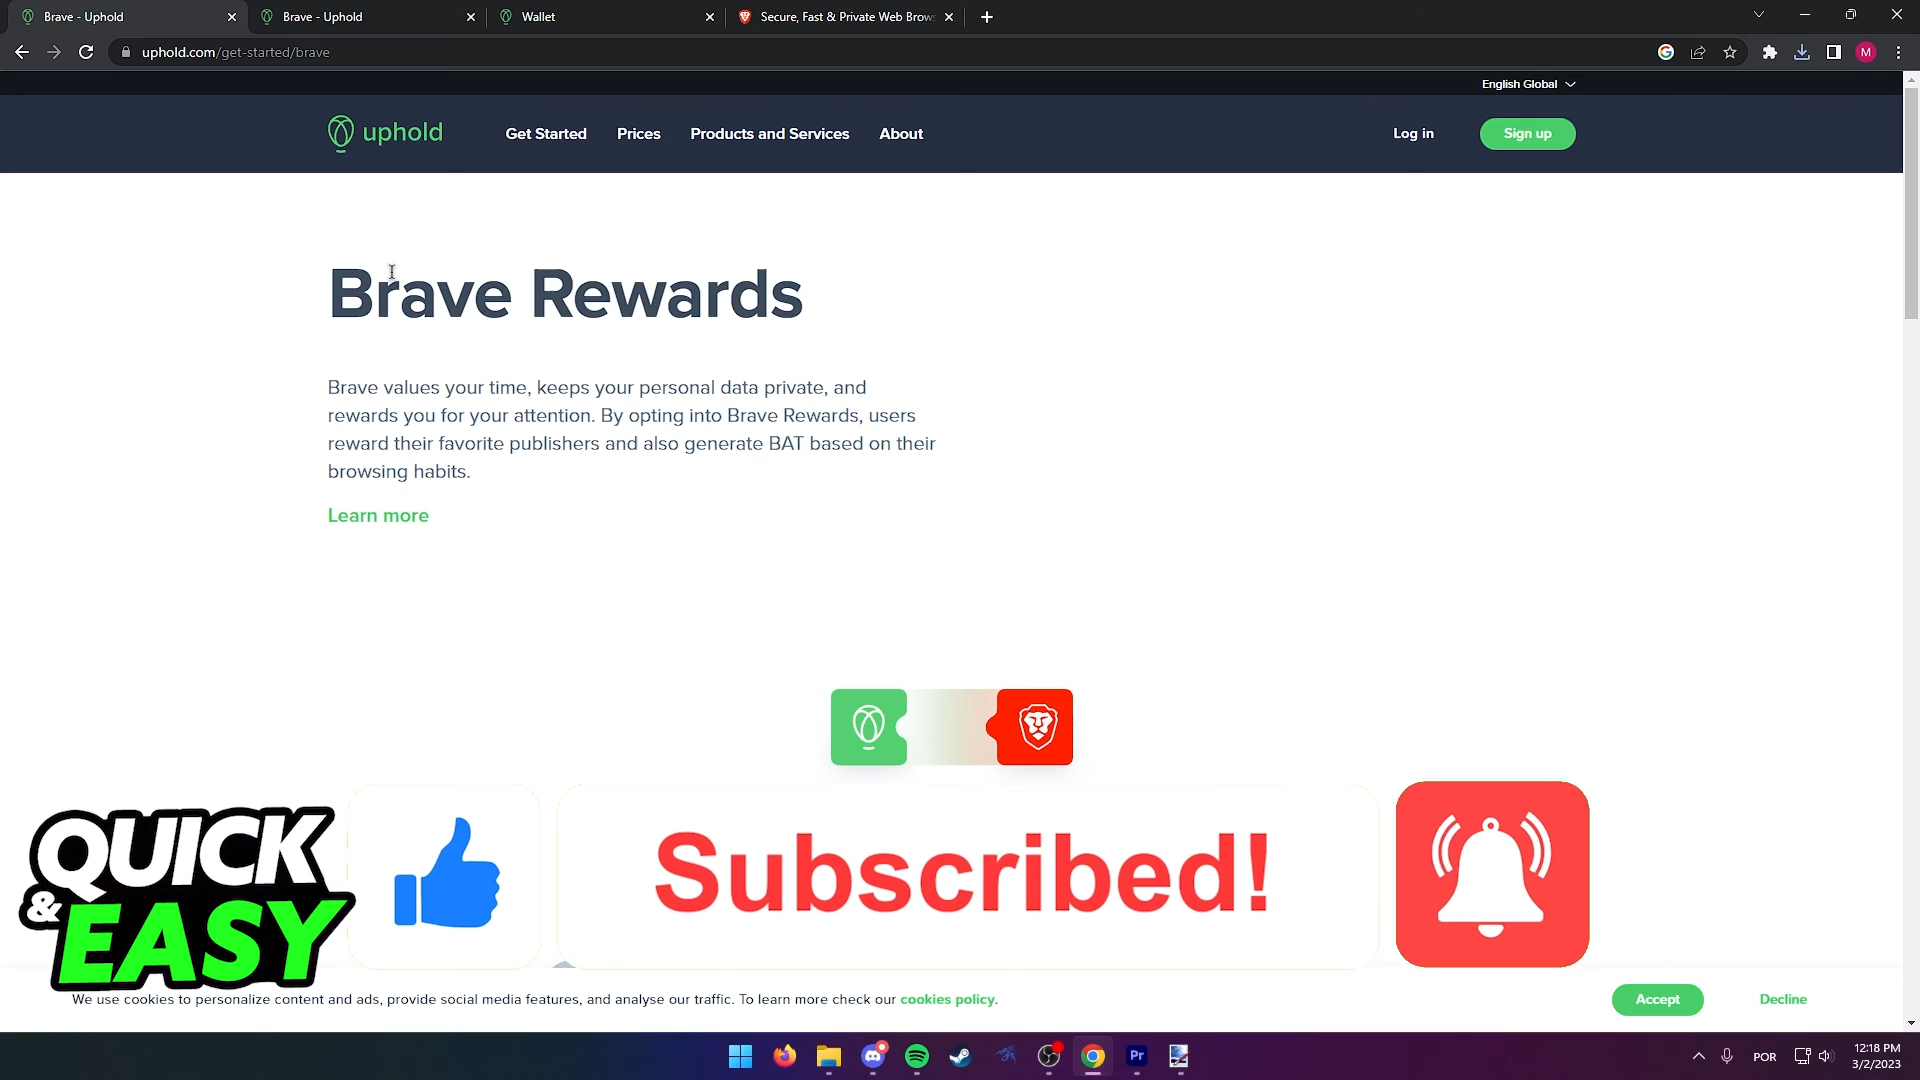 Brave - Uphold
Brave - Uphold
Wallet
Secure, Fast & Private Web Brows
uphold.com/get-started/brave
M
English Global
uphold
Get Started
Prices
Products and Services
About
Log in
Sign up
Brave Rewards
Brave values your time, keeps your personal data private, and
rewards you for your attention. By opting into Brave Rewards, users
reward their favorite publishers and also generate BAT based on their
browsing habits.
Learn more
QUICK
& EASY
Subscribed!
We use cookies to personalize content and ads, provide social media features, and analyse our traffic. To learn more check our cookies policy.
Accept
Decline
Pr
POR
12:18 PM
3/2/2023